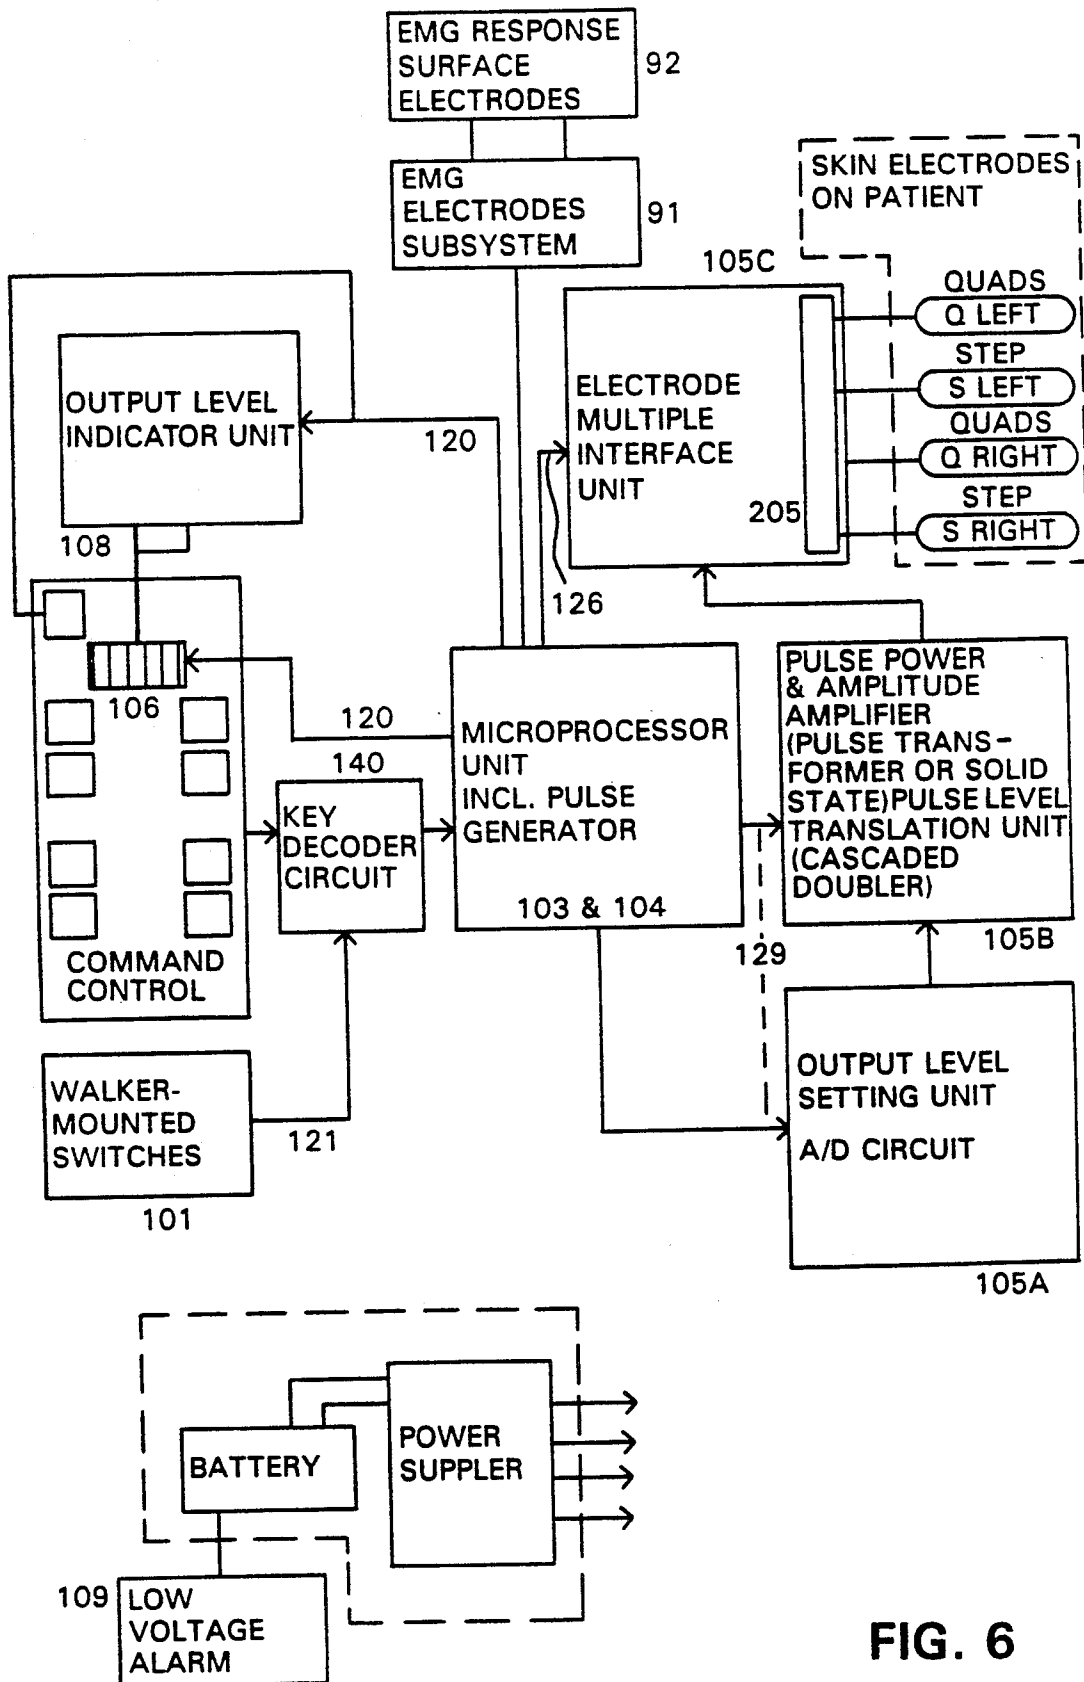 EMG RESPONSE
SURFACE
ELECTRODES
92
EMG
ELECTRODES
SUBSYSTEM
91
SKIN ELECTRODES
ON PATIENT
105C
QUADS
Q LEFT
STEP
S LEFT
QUADS
Q RIGHT
STEP
S RIGHT
ELECTRODE
MULTIPLE
INTERFACE
UNIT
205
OUTPUT LEVEL
INDICATOR UNIT
120
108
126
106
120
140
MICROPROCESSOR
UNIT
INCL. PULSE
GENERATOR
103 & 104
KEY
DECODER
CIRCUIT
PULSE POWER
& AMPLITUDE
AMPLIFIER
(PULSE TRANS-
FORMER OR SOLID
STATE) PULSE LEVEL
TRANSLATION UNIT
(CASCADED
DOUBLER)
129
105B
COMMAND
CONTROL
WALKER-
MOUNTED
SWITCHES
121
101
OUTPUT LEVEL
SETTING UNIT
A/D CIRCUIT
105A
BATTERY
POWER
SUPPLER
109
LOW
VOLTAGE
ALARM
FIG. 6